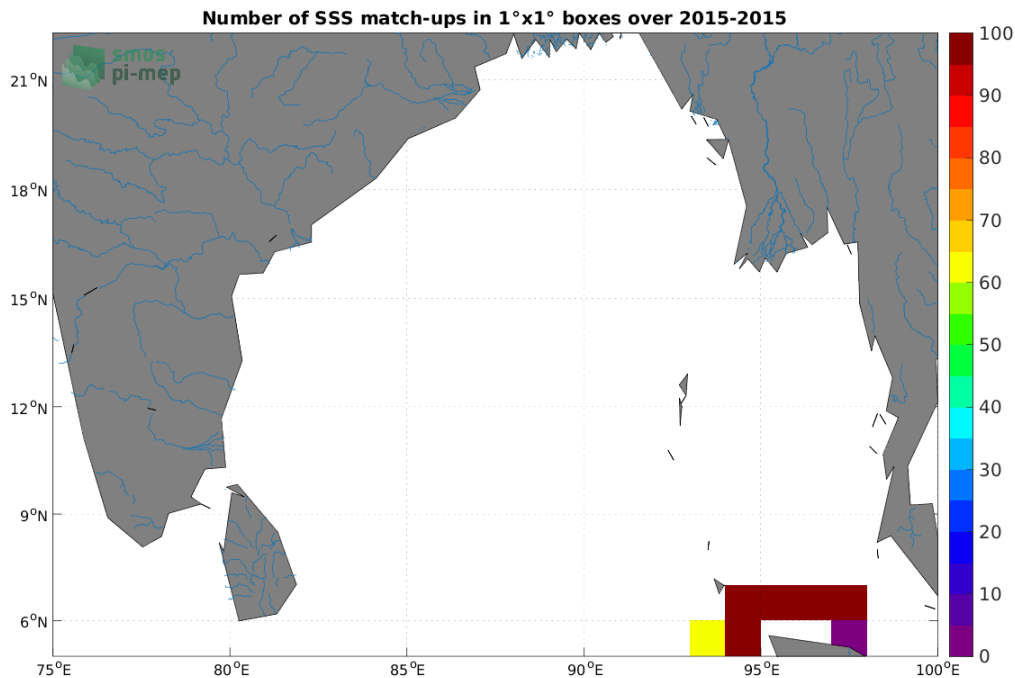 Number of SSS match-ups in 1°x1° boxes over 2015-2015
smos
pi-mep
21°N
18°N
15°N
12°N
9°N
6°N
75°E 80°E 85°E 90°E 95°E 100°E
100
90
80
70
60
50
40
30
20
10
0